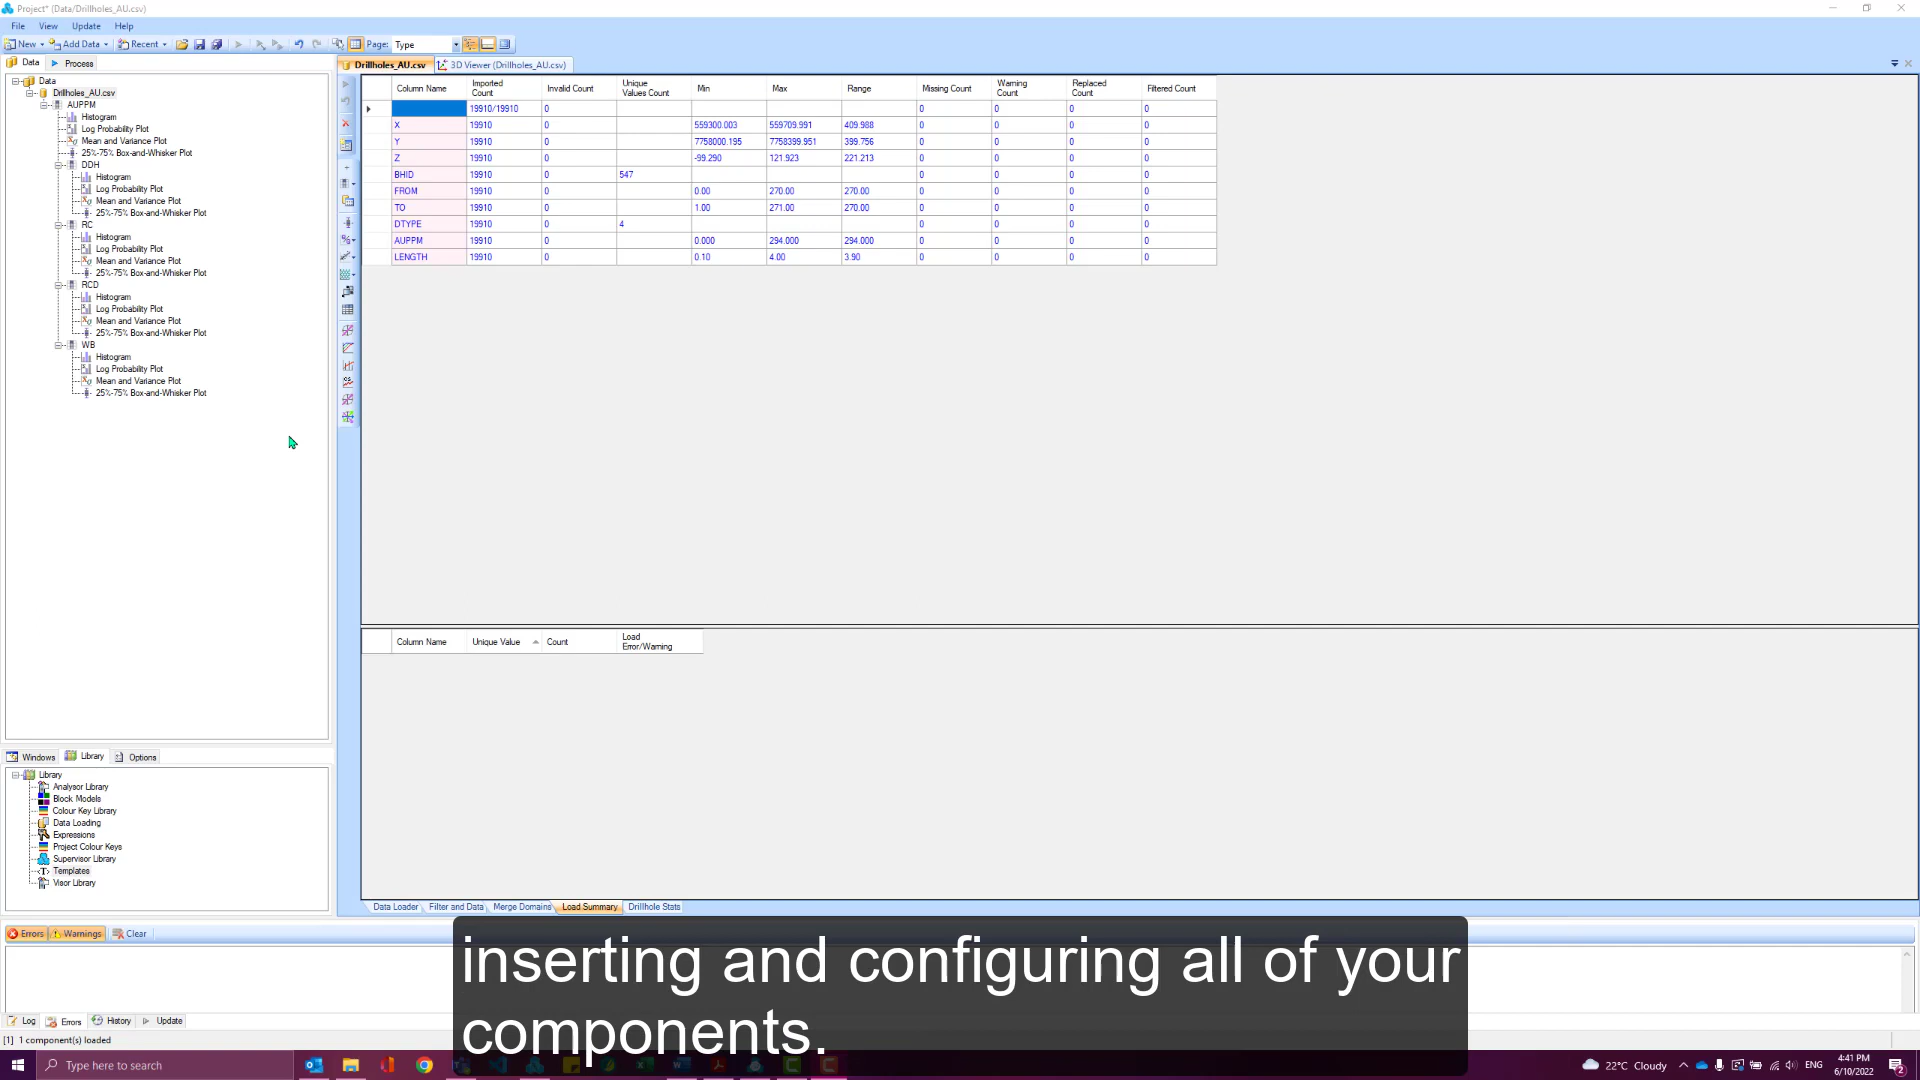 Project* (Data/Drillholes_AU.csv)
File View Update Help
New Add Data Recent Page: Type
Data Process
Drillholes_AU.csv 3D Viewer (Drillholes_AU.csv)
Data
Drillholes_AU.csv
AUPPM
Histogram
Log Probability Plot
Mean and Variance Plot
25%-75% Box-and-Whisker Plot
DDH
Histogram
Log Probability Plot
Mean and Variance Plot
25%-75% Box-and-Whisker Plot
RC
Histogram
Log Probability Plot
Mean and Variance Plot
25%-75% Box-and-Whisker Plot
RCD
Histogram
Log Probability Plot
Mean and Variance Plot
25%-75% Box-and-Whisker Plot
WB
Histogram
Log Probability Plot
Mean and Variance Plot
25%-75% Box-and-Whisker Plot
Column Name Imported Count Invalid Count Unique Values Count Min Max Range Missing Count Warning Count Replaced Count Filtered Count
19910/19910 0 0 0 0 0
X 19910 0 559300.003 559709.991 409.988 0 0 0 0
Y 19910 0 7758000.195 7758399.951 399.756 0 0 0 0
Z 19910 0 -99.290 121.923 221.213 0 0 0 0
BHID 19910 0 547 0 0 0 0
FROM 19910 0 0.00 270.00 270.00 0 0 0 0
TO 19910 0 1.00 271.00 270.00 0 0 0 0
DTYPE 19910 0 4 0 0 0 0
AUPPM 19910 0 0.000 294.000 294.000 0 0 0 0
LENGTH 19910 0 0.10 4.00 3.90 0 0 0 0
Column Name Unique Value Count Load Error/Warning
Windows Library Options
Library
Analysor Library
Block Models
Colour Key Library
Data Loading
Expressions
Project Colour Keys
Supervisor Library
<T> Templates
Visor Library
Data Loader Filter and Data Merge Domains Load Summary Drillhole Stats
Errors Warnings Clear
inserting and configuring all of your
components.
Log Errors History Update
[1] 1 component(s) loaded
Type here to search
22°C Cloudy ENG 4:41 PM
6/10/2022 2